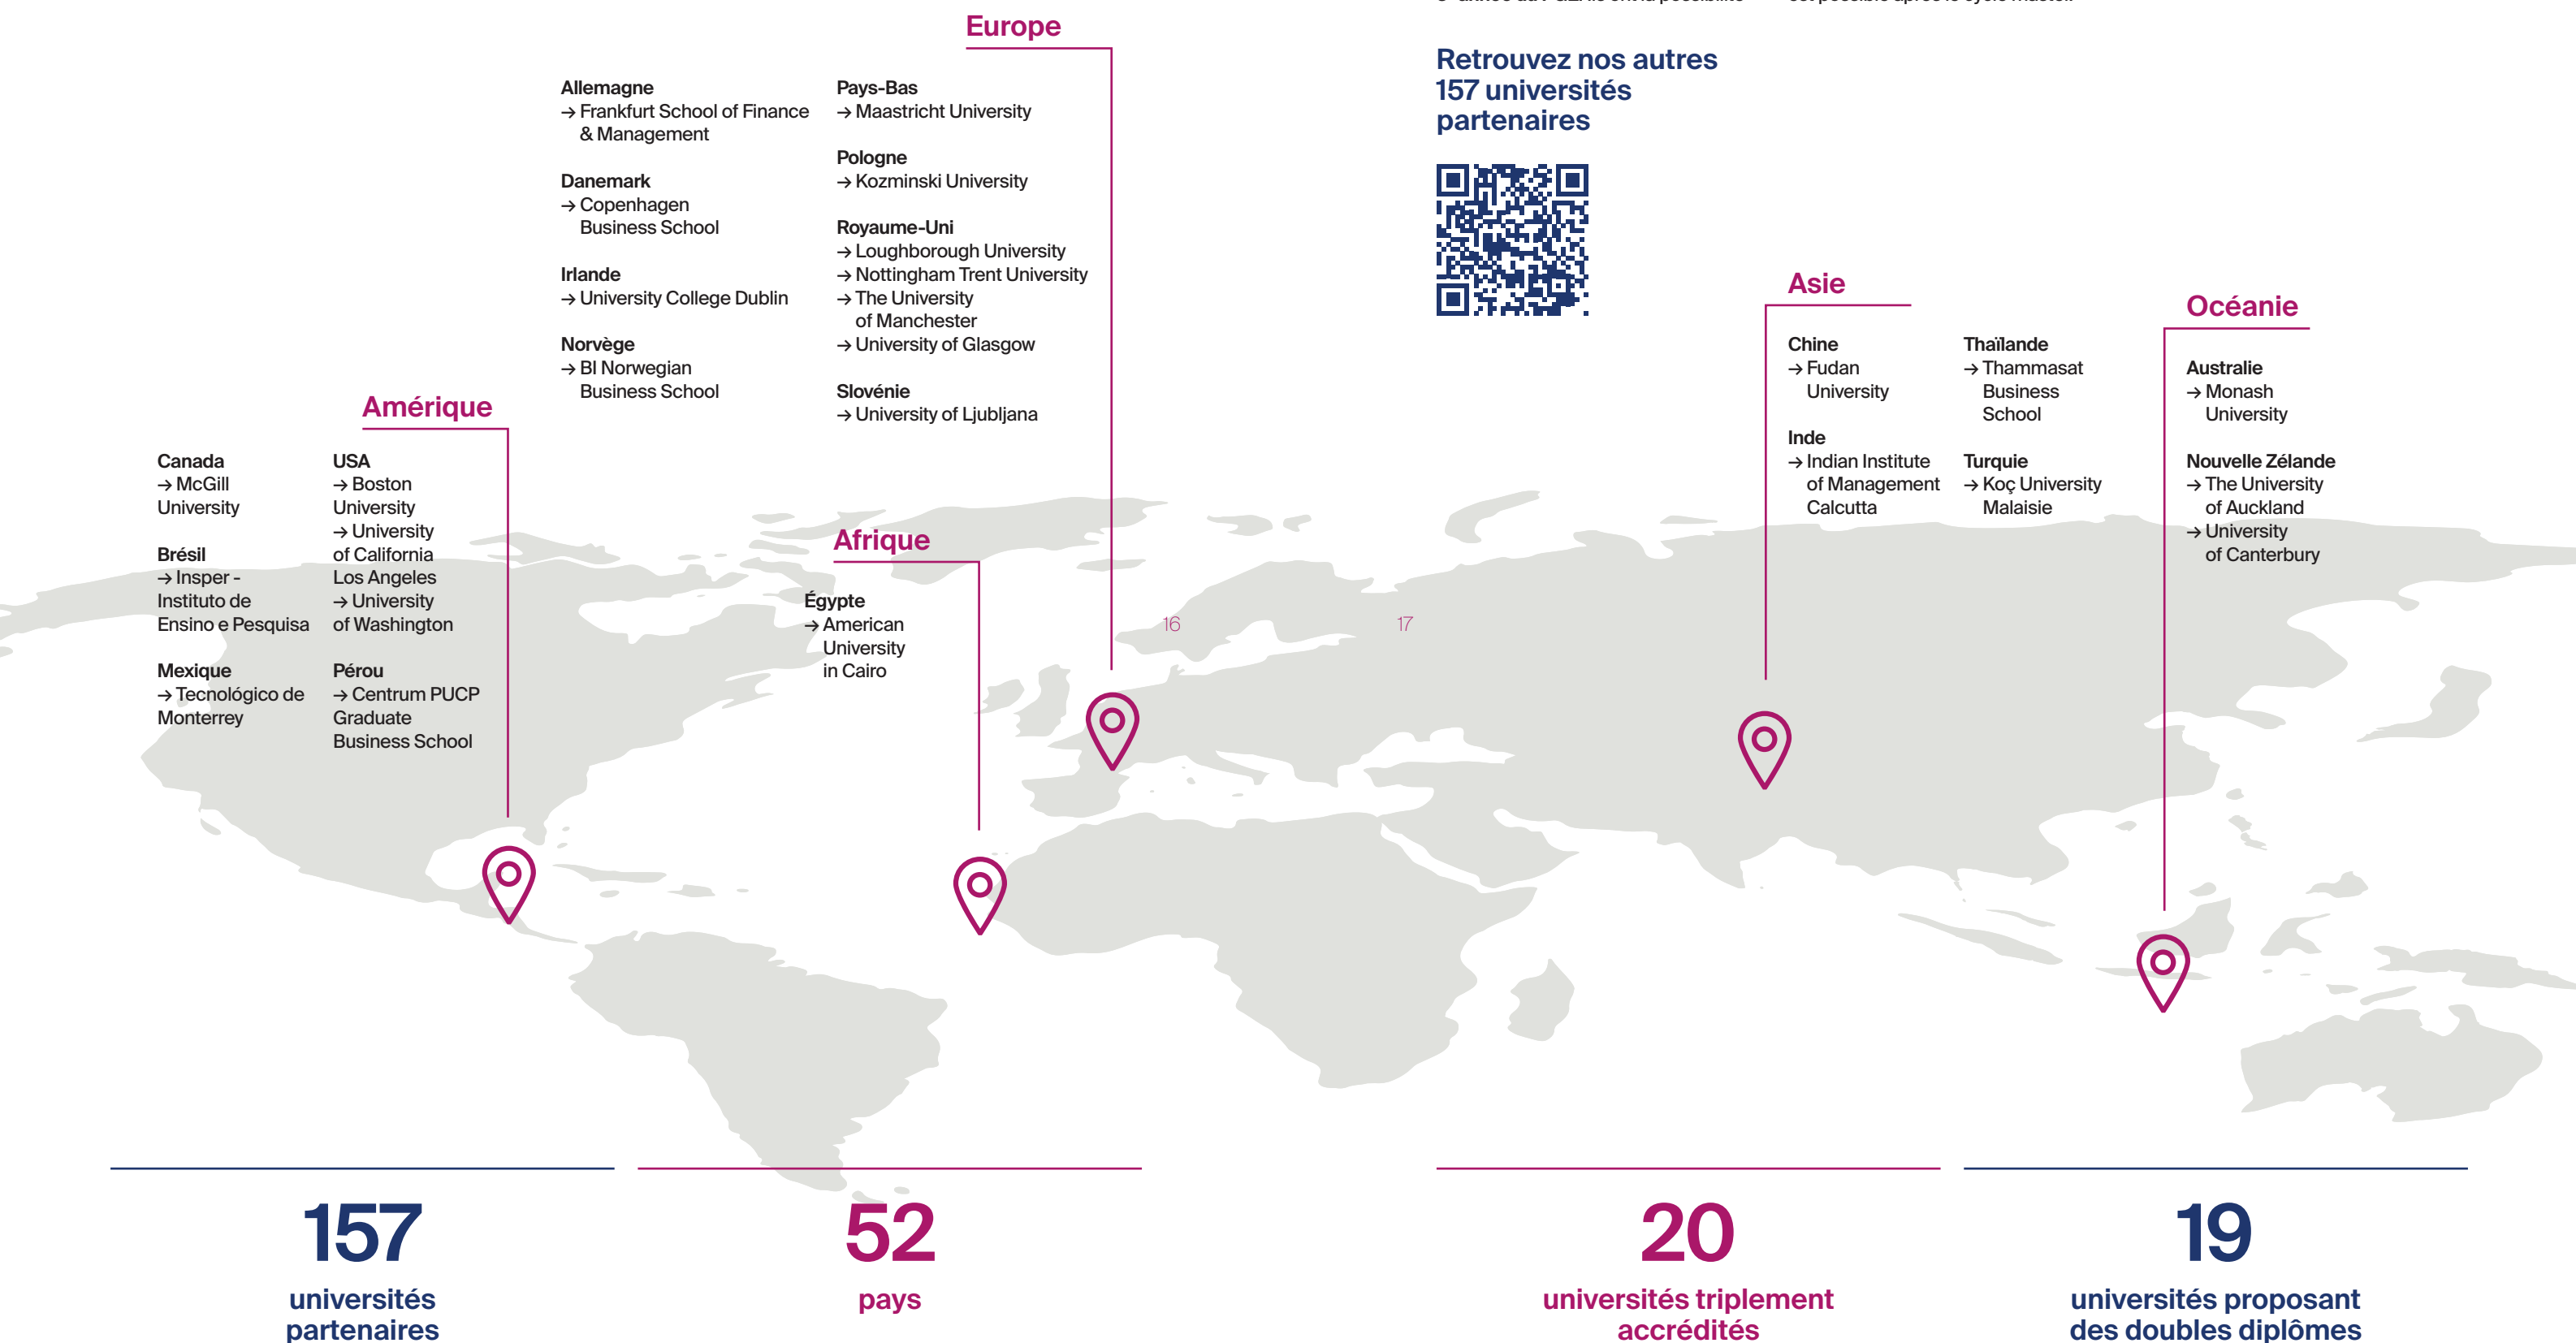 Europe
Allemagne
→ Frankfurt School of Finance
& Management
Danemark
→ Copenhagen
Business School
Irlande
→ University College Dublin
Norvège
→ BI Norwegian
Business School
Pays-Bas
→ Maastricht University
Pologne
→ Kozminski University
Royaume-Uni
→ Loughborough University
→ Nottingham Trent University
→ The University
of Manchester
→ University of Glasgow
Slovénie
→ University of Ljubljana
Retrouvez nos autres
157 universités
partenaires
Amérique
Canada
→ McGill
University
Brésil
→ Insper -
Instituto de
Ensino e Pesquisa
Mexique
→ Tecnológico de
Monterrey
USA
→ Boston
University
→ University
of California
Los Angeles
→ University
of Washington
Pérou
→ Centrum PUCP
Graduate
Business School
Afrique
Égypte
→ American
University
in Cairo
16
17
Asie
Chine
→ Fudan
University
Inde
→ Indian Institute
of Management
Calcutta
Thaïlande
→ Thammasat
Business
School
Turquie
→ Koç University
Malaisie
Océanie
Australie
→ Monash
University
Nouvelle Zélande
→ The University
of Auckland
→ University
of Canterbury
157
universités
partenaires
52
pays
20
universités triplement
accrédités
19
universités proposant
des doubles diplômes